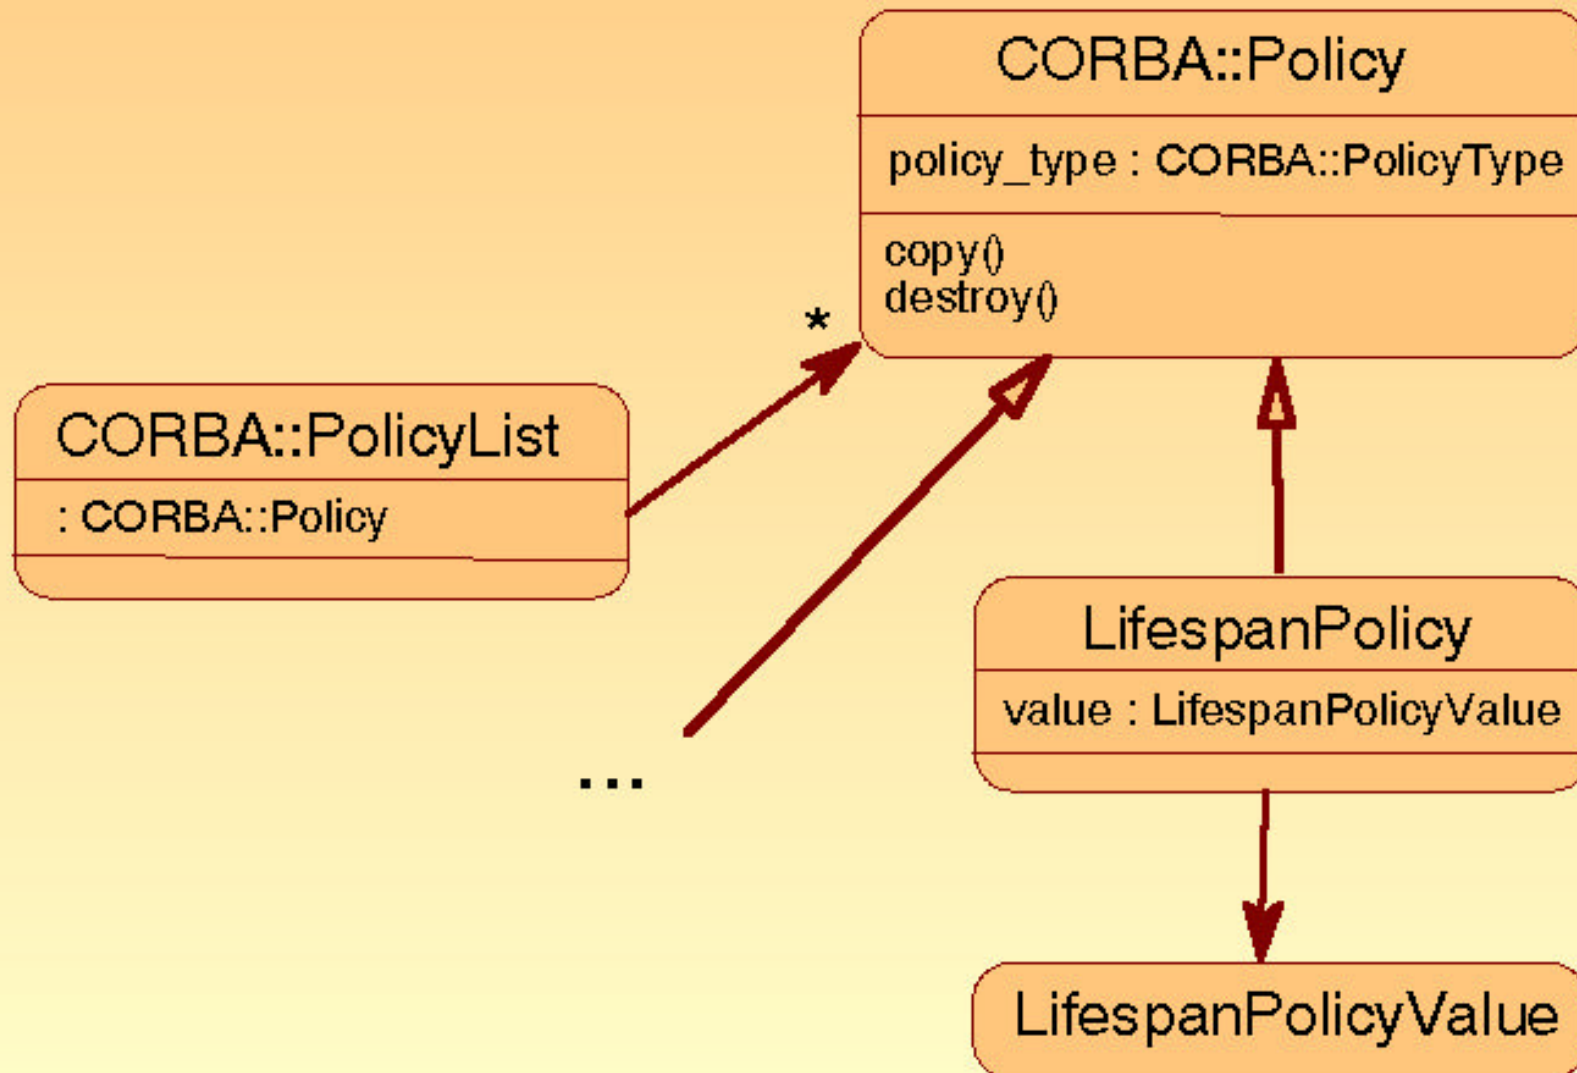 CORBA::Policy
policy_type : CORBA::PolicyType
copy()
destroy()
*
CORBA::PolicyList
: CORBA::Policy
...
LifespanPolicy
value : LifespanPolicyValue
LifespanPolicyValue